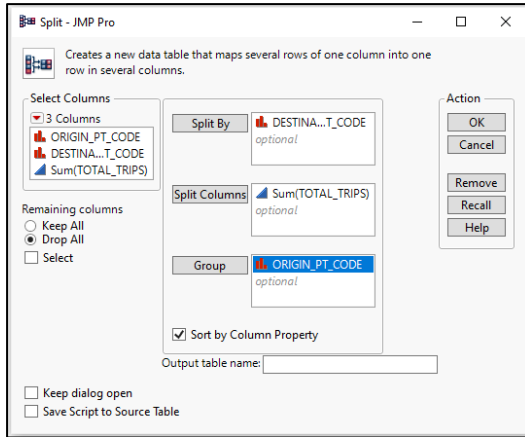 Split - JMP Pro
Creates a new data table that maps several rows of one column into one
row in several columns.
Select Columns
3 Columns
ORIGIN_PT_CODE
DESTINA...T_CODE
Sum(TOTAL_TRIPS)
Remaining columns
Keep All
Drop All
Select
Split By
DESTINA...T_CODE
optional
Split Columns
Sum(TOTAL_TRIPS)
optional
Group
ORIGIN_PT_CODE
optional
Sort by Column Property
Output table name:
Action
OK
Cancel
Remove
Recall
Help
Keep dialog open
Save Script to Source Table